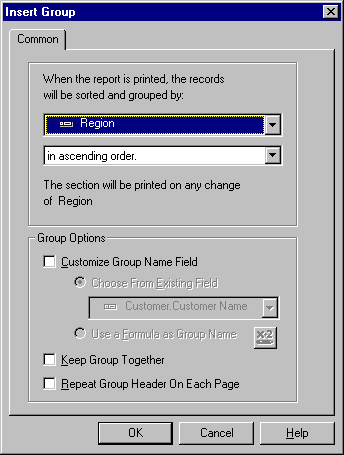 Insert Group
Common
When the report is printed, the records
will be sorted and grouped by:
Region
in ascending order.
The section will be printed on any change
of Region
Group Options
Customize Group Name Field
Choose From Existing Field
Customer.Customer Name
Use a Formula as Group Name
X-2
Keep Group Together
Repeat Group Header On Each Page
OK
Cancel
Help